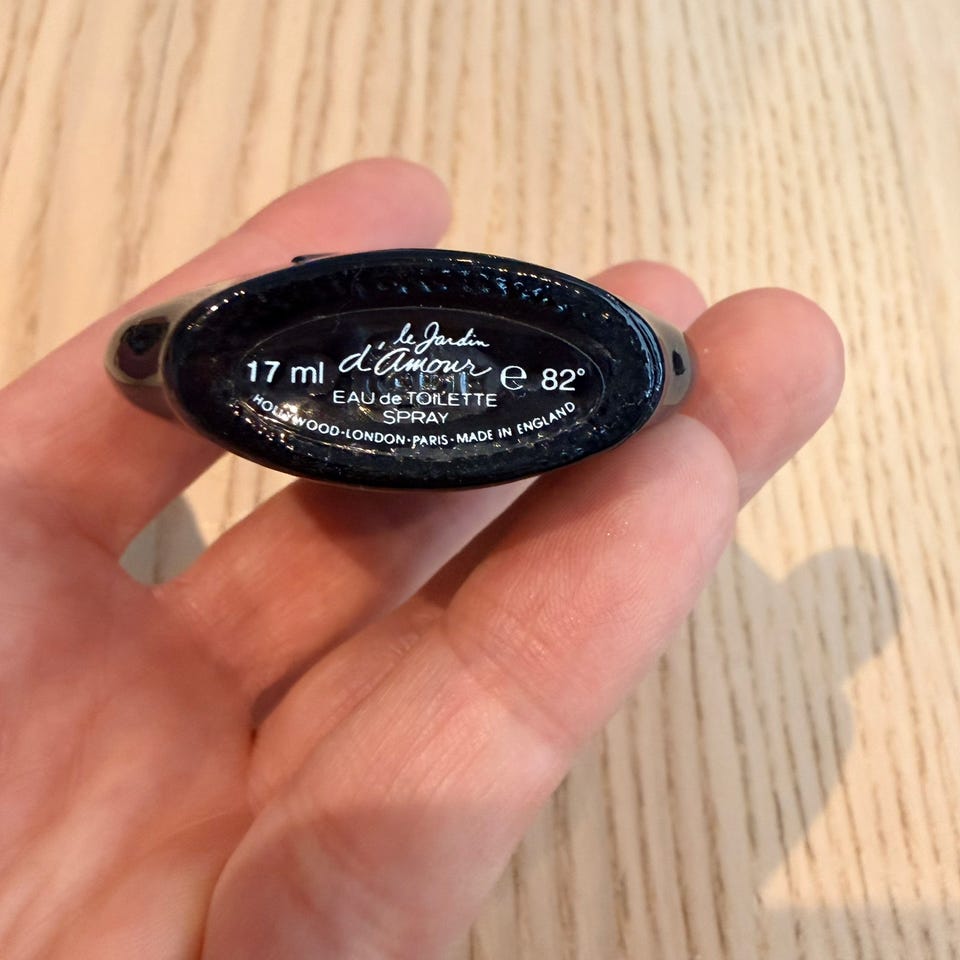 le Jardin
d'Amour
17 ml e 82°
EAU de TOILETTE
SPRAY
HOLLYWOOD·LONDON·PARIS·MADE IN ENGLAND